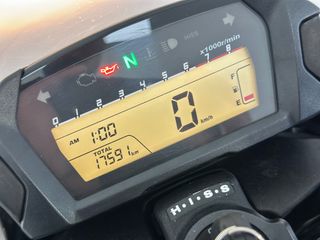 N HISS
x1000r/min
0 1 2 3 4 5 6 7 8
AM 1:00 0 km/h
F
E
TOTAL
17591 km
H·I·S·S